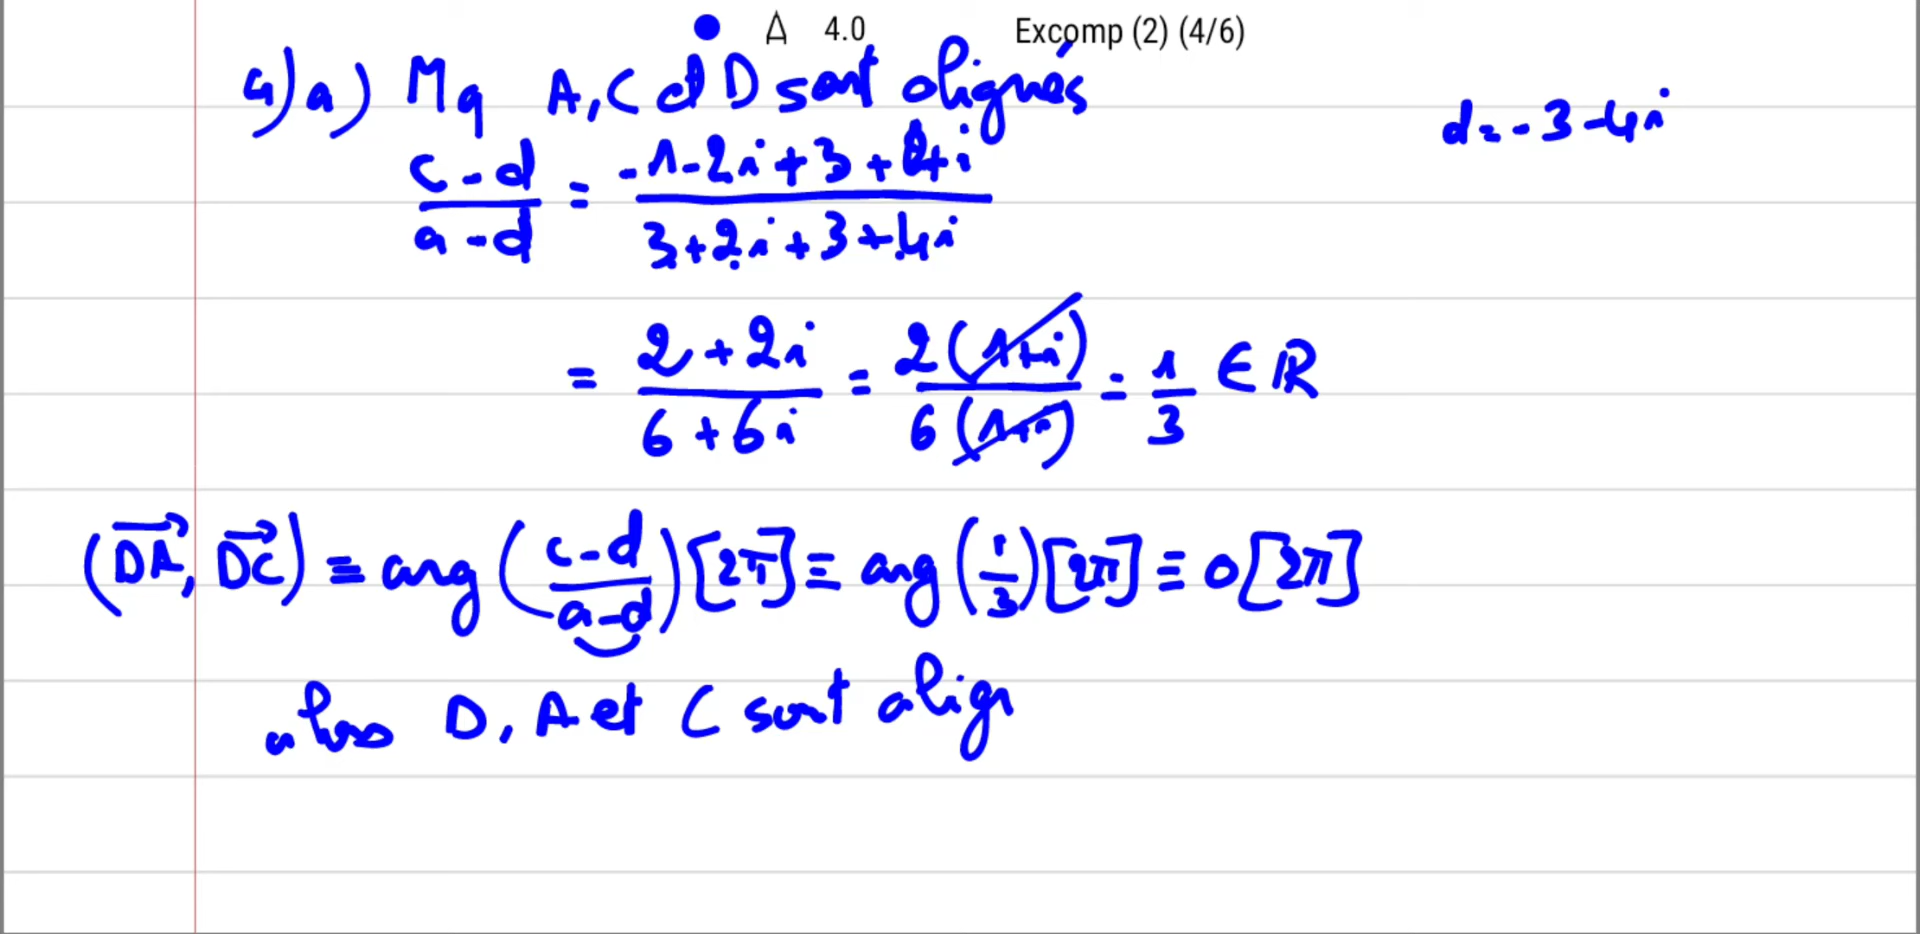 Δ 4.0 Excomp (2) (4/6)
4)a) Mq A,C et D sont alignés
d=-3-4i
c-d/a-d = -1-2i+3+4i/3+2i+3+4i
= 2+2i/6+6i = 2(1+i)/6(1+i) = 1/3 ∈ ℝ
(DA, DC) ≡ arg(c-d/a-d)[2π] ≡ arg(1/3)[2π] ≡ 0[2π]
alors D, A et C sont align